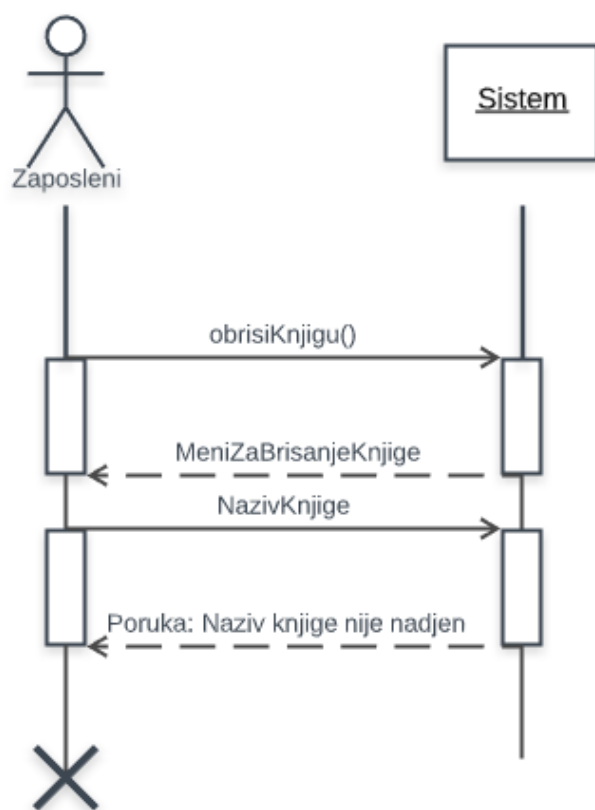 Sistem
Zaposleni
obrisiKnjigu()
MeniZaBrisanjeKnjige
NazivKnjige
Poruka: Naziv knjige nije nadjen